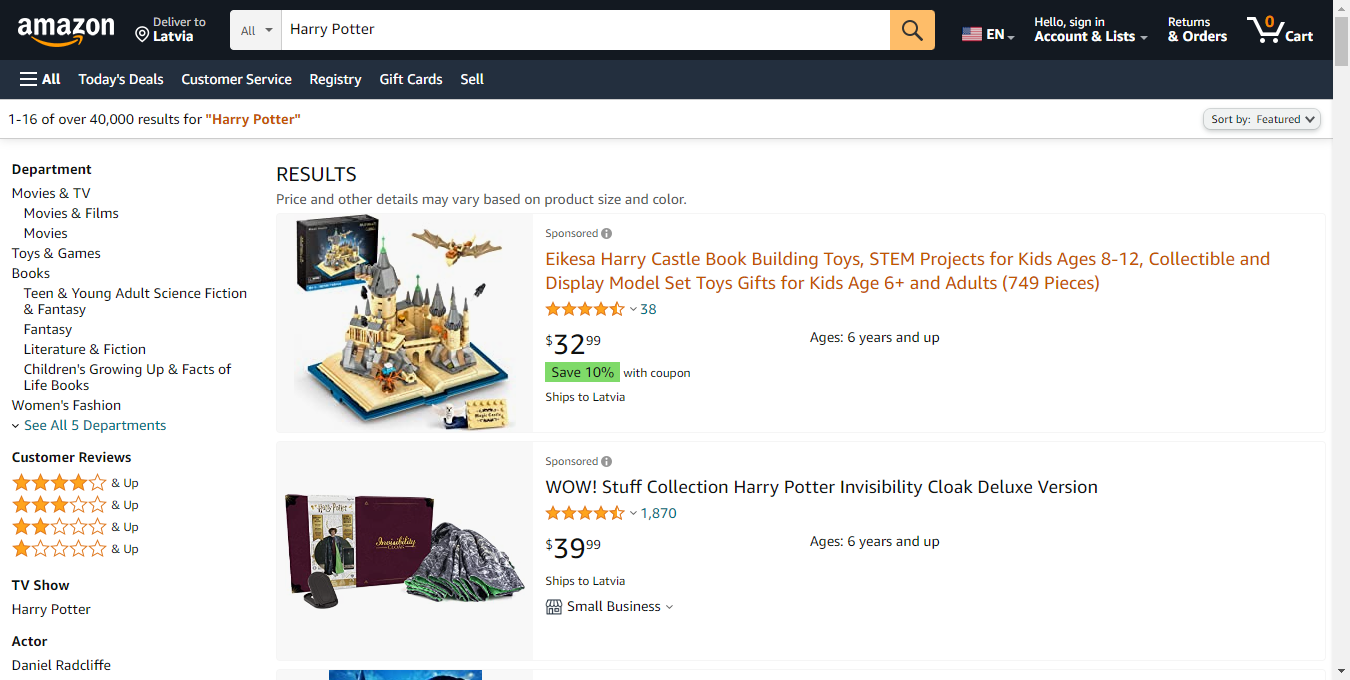 amazon
Deliver to
Latvia
All
Harry Potter
EN
Hello, sign in
Account & Lists
Returns
& Orders
0
Cart
All
Today's Deals
Customer Service
Registry
Gift Cards
Sell
1-16 of over 40,000 results for "Harry Potter"
Sort by: Featured
Department
Movies & TV
Movies & Films
Movies
Toys & Games
Books
Teen & Young Adult Science Fiction
& Fantasy
Fantasy
Literature & Fiction
Children's Growing Up & Facts of
Life Books
Women's Fashion
See All 5 Departments
Customer Reviews
& Up
& Up
& Up
& Up
TV Show
Harry Potter
Actor
Daniel Radcliffe
RESULTS
Price and other details may vary based on product size and color.
Sponsored
Eikesa Harry Castle Book Building Toys, STEM Projects for Kids Ages 8-12, Collectible and
Display Model Set Toys Gifts for Kids Age 6+ and Adults (749 Pieces)
38
$3299
Ages: 6 years and up
Save 10% with coupon
Ships to Latvia
Magic Castle
Sponsored
WOW! Stuff Collection Harry Potter Invisibility Cloak Deluxe Version
1,870
$3999
Ages: 6 years and up
Ships to Latvia
Small Business
Harry Potter
Invisibility
CLOAK